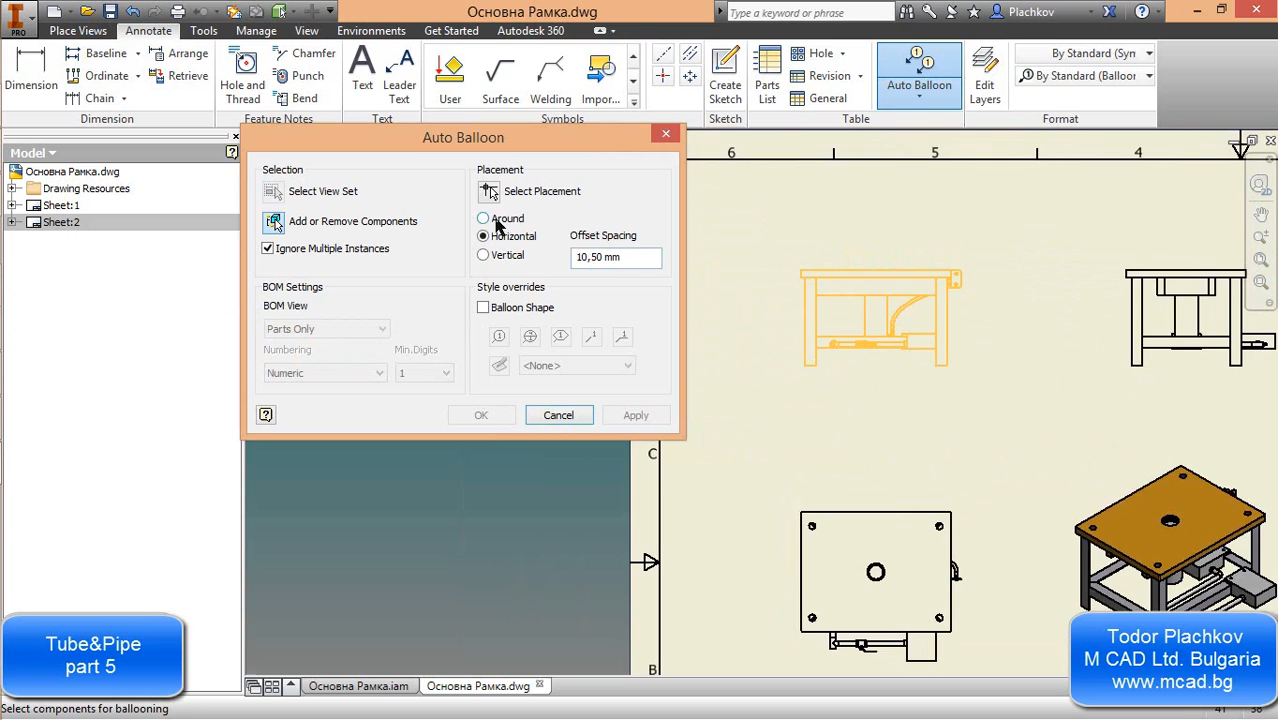 Основна Рамка.dwg
Type a keyword or phrase
Plachkov
PRO
Place Views
Annotate
Tools
Manage
View
Environments
Get Started
Autodesk 360
Dimension
Baseline
Ordinate
Chain
Arrange
Retrieve
Dimension
Hole and
Thread
Chamfer
Punch
Bend
Feature Notes
Text
Leader
Text
Text
User
Surface
Welding
Impor...
Symbols
Create
Sketch
Sketch
Parts
List
Hole
Revision
General
Table
Auto Balloon
Edit
Layers
By Standard (Syn
By Standard (Balloor
Format
Model
Основна Рамка.dwg
Drawing Resources
Sheet:1
Sheet:2
Auto Balloon
Selection
Select View Set
Add or Remove Components
Ignore Multiple Instances
BOM Settings
BOM View
Parts Only
Numbering
Min.Digits
Numeric
1
Placement
Select Placement
Around
Horizontal
Vertical
Offset Spacing
10,50 mm
Style overrides
Balloon Shape
<None>
OK
Cancel
Apply
6
5
4
2D
C
B
Tube&Pipe
part 5
Todor Plachkov
M CAD Ltd. Bulgaria
www.mcad.bg
Основна Рамка.iam
Основна Рамка.dwg
Select components for ballooning